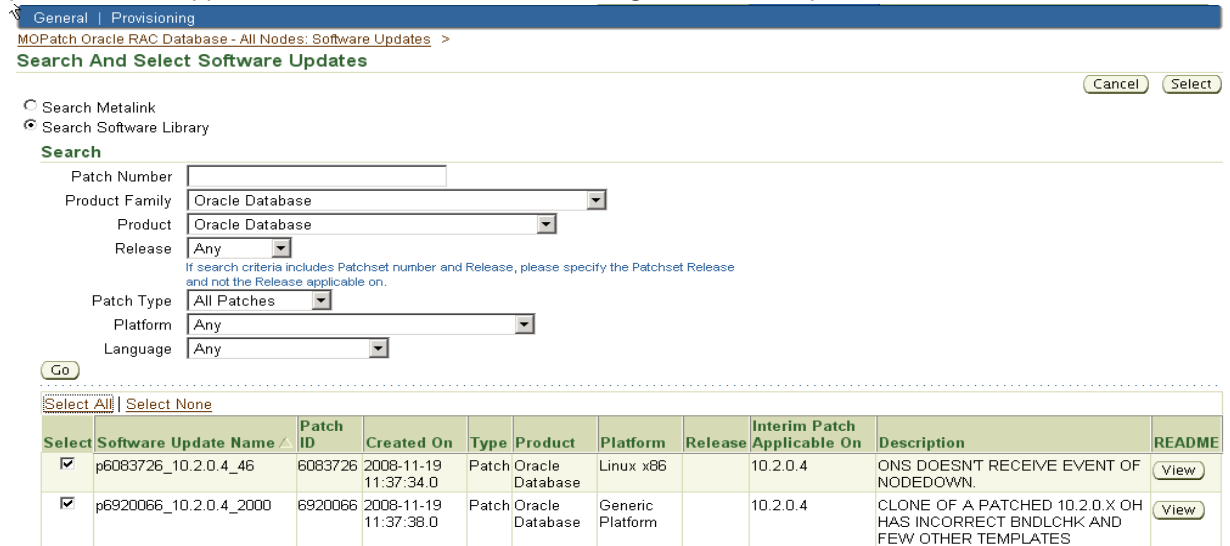 General | Provisioning
MOPatch Oracle RAC Database - All Nodes: Software Updates >
Search And Select Software Updates
Cancel Select
Search Metalink
Search Software Library
Search
Patch Number
Product Family Oracle Database
Product Oracle Database
Release Any
If search criteria includes Patchset number and Release, please specify the Patchset Release
and not the Release applicable on.
Patch Type All Patches
Platform Any
Language Any
Go
Select All | Select None
Select Software Update Name Patch ID Created On Type Product Platform Release Interim Patch Applicable On Description README
p6083726_10.2.0.4_46 6083726 2008-11-19 Patch Oracle Linux x86 10.2.0.4 ONS DOESN'T RECEIVE EVENT OF View
11:37:34.0 Database NODEDOWN.
p6920066_10.2.0.4_2000 6920066 2008-11-19 Patch Oracle Generic 10.2.0.4 CLONE OF A PATCHED 10.2.0.X OH View
11:37:38.0 Database Platform HAS INCORRECT BNDLCHK AND
FEW OTHER TEMPLATES